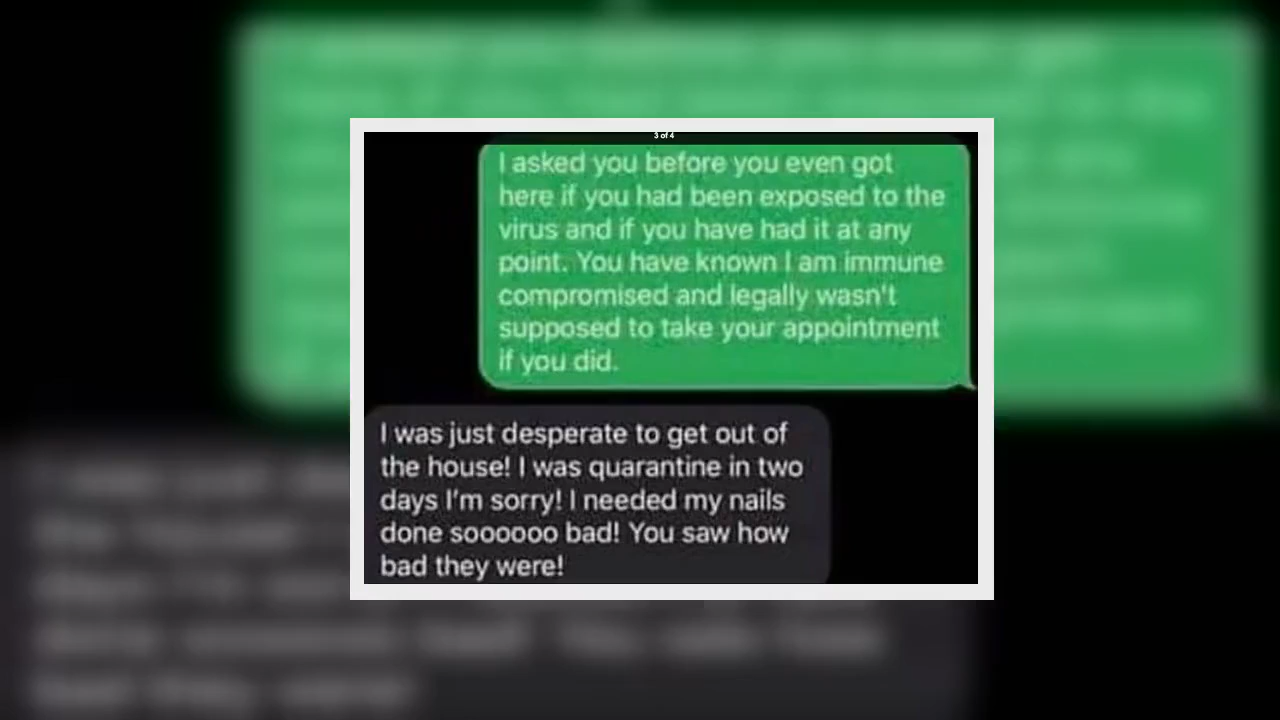 3 of 4
I asked you before you even got
here if you had been exposed to the
virus and if you have had it at any
point. You have known I am immune
compromised and legally wasn't
supposed to take your appointment
if you did.
I was just desperate to get out of
the house! I was quarantine in two
days I'm sorry! I needed my nails
done soooooo bad! You saw how
bad they were!